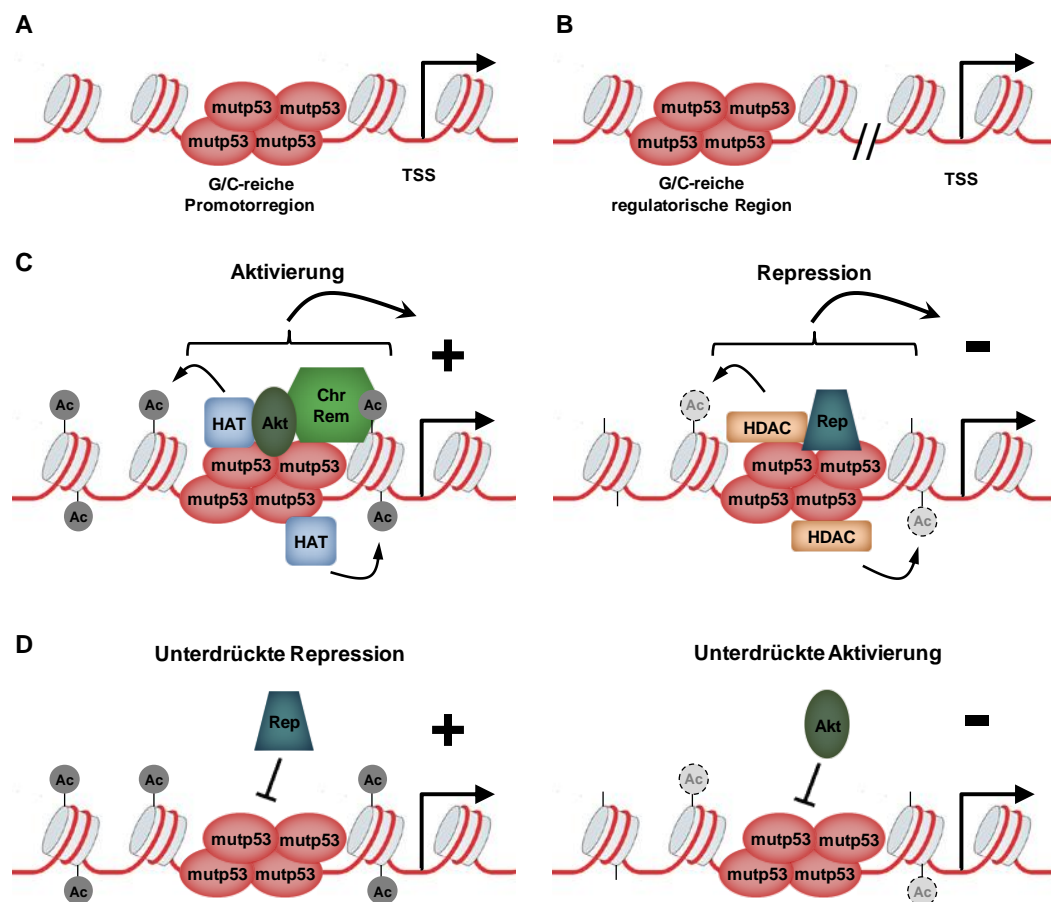 A
mutp53 mutp53
mutp53 mutp53
TSS
G/C-reiche
Promotorregion
B
mutp53 mutp53
mutp53 mutp53
TSS
G/C-reiche
regulatorische Region
C
Aktivierung
+
Ac Ac HAT Akt Chr Rem Ac
mutp53 mutp53
mutp53 mutp53
Ac Ac
HAT
Repression
-
Ac HDAC Rep
mutp53 mutp53
mutp53 mutp53
Ac
HDAC
D
Unterdrückte Repression
Rep
+
Ac Ac Ac
mutp53 mutp53
mutp53 mutp53
Ac Ac
Unterdrückte Aktivierung
Akt
-
Ac
mutp53 mutp53
mutp53 mutp53
Ac